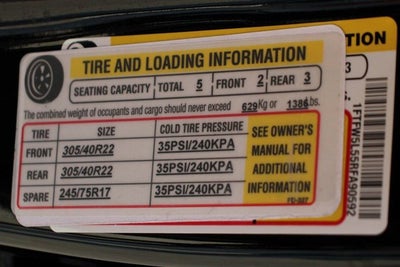 TIRE AND LOADING INFORMATION
SEATING CAPACITY TOTAL 5 FRONT 2 REAR 3
The combined weight of occupants and cargo should never exceed 629 Kg or 1386 Lbs.
TIRE SIZE COLD TIRE PRESSURE
FRONT 305/40R22 35PSI/240KPA
REAR 305/40R22 35PSI/240KPA
SPARE 245/75R17 35PSI/240KPA
SEE OWNER'S
MANUAL FOR
ADDITIONAL
INFORMATION
TION
3